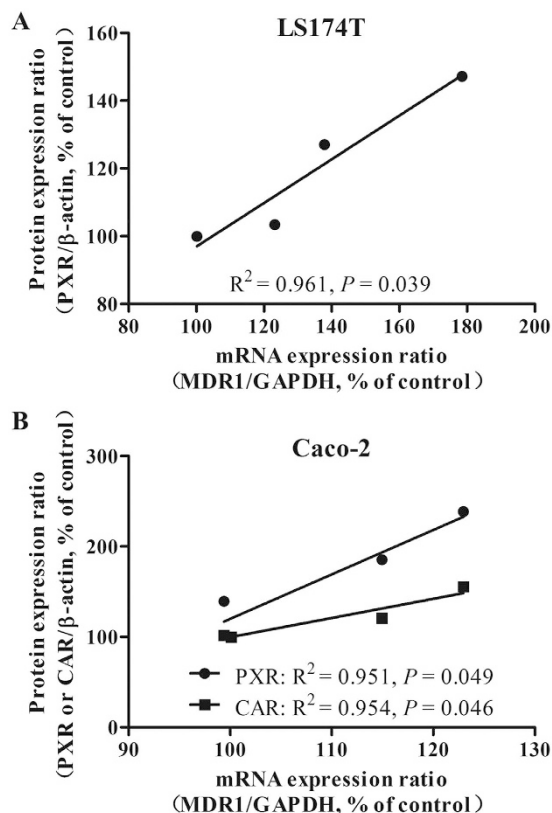 A
LS174T
Protein expression ratio
(PXR/β-actin, % of control)
160
140
120
100
80
R² = 0.961, P = 0.039
80
100
120
140
160
180
200
mRNA expression ratio
(MDR1/GAPDH, % of control)
B
Caco-2
Protein expression ratio
(PXR or CAR/β-actin, % of control)
300
200
100
0
PXR: R² = 0.951, P = 0.049
CAR: R² = 0.954, P = 0.046
90
100
110
120
130
mRNA expression ratio
(MDR1/GAPDH, % of control)